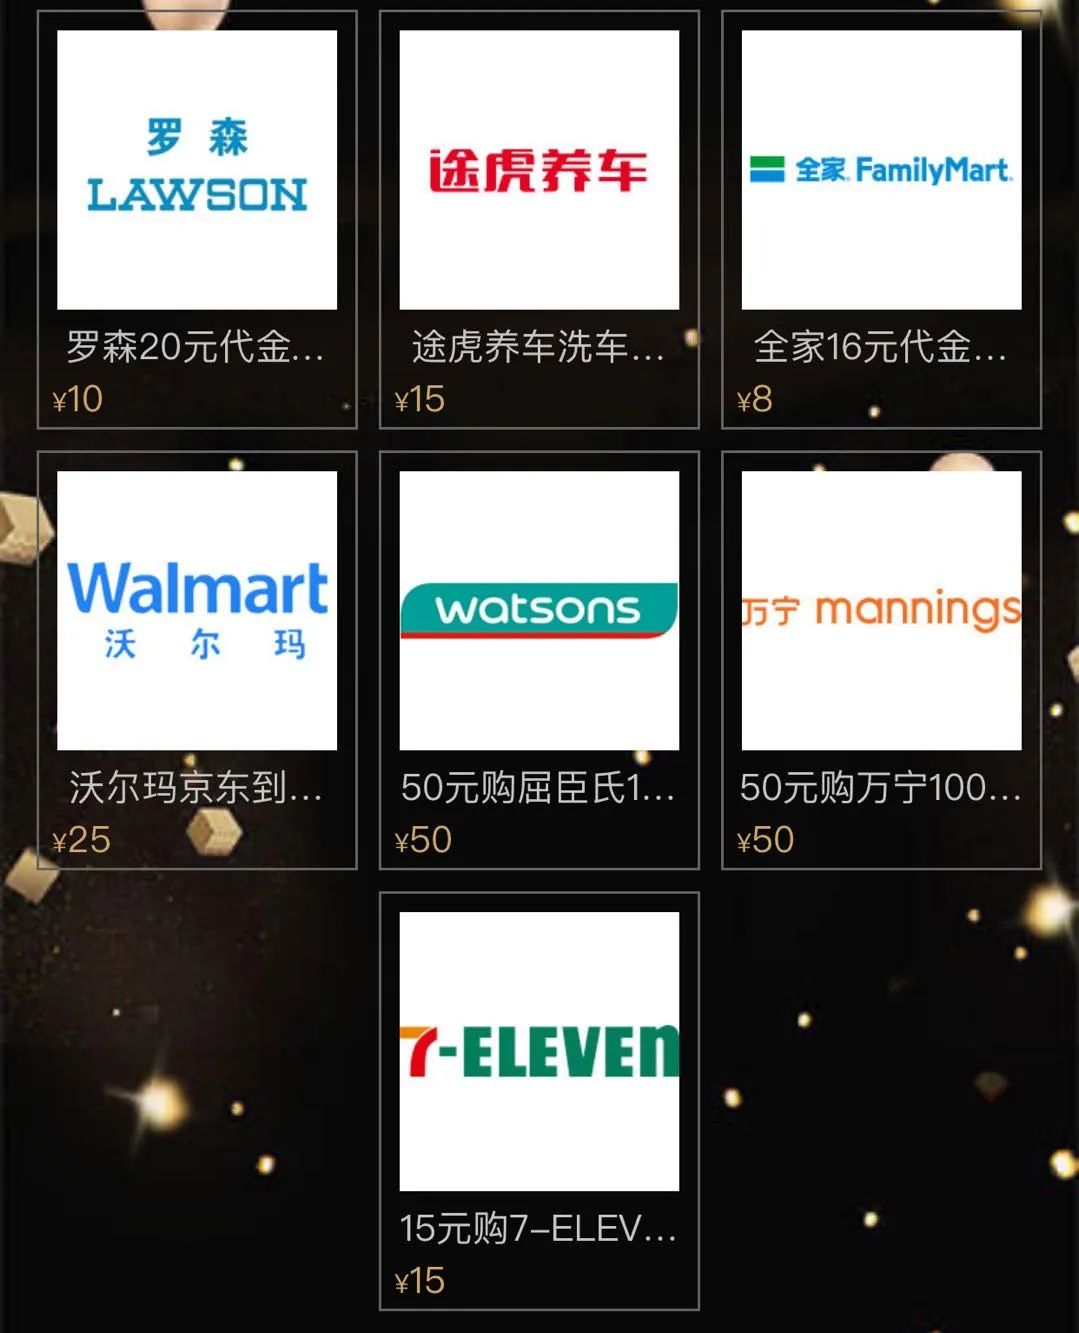 罗森
LAWSON
途虎养车
全家 FamilyMart
罗森20元代金...
途虎养车洗车...
全家16元代金...
¥10
¥15
¥8
Walmart
沃尔玛
watsons
万宁 mannings
沃尔玛京东到...
50元购屈臣氏1...
50元购万宁100...
¥25
¥50
¥50
7-ELEVEn
15元购7-ELEV...
¥15